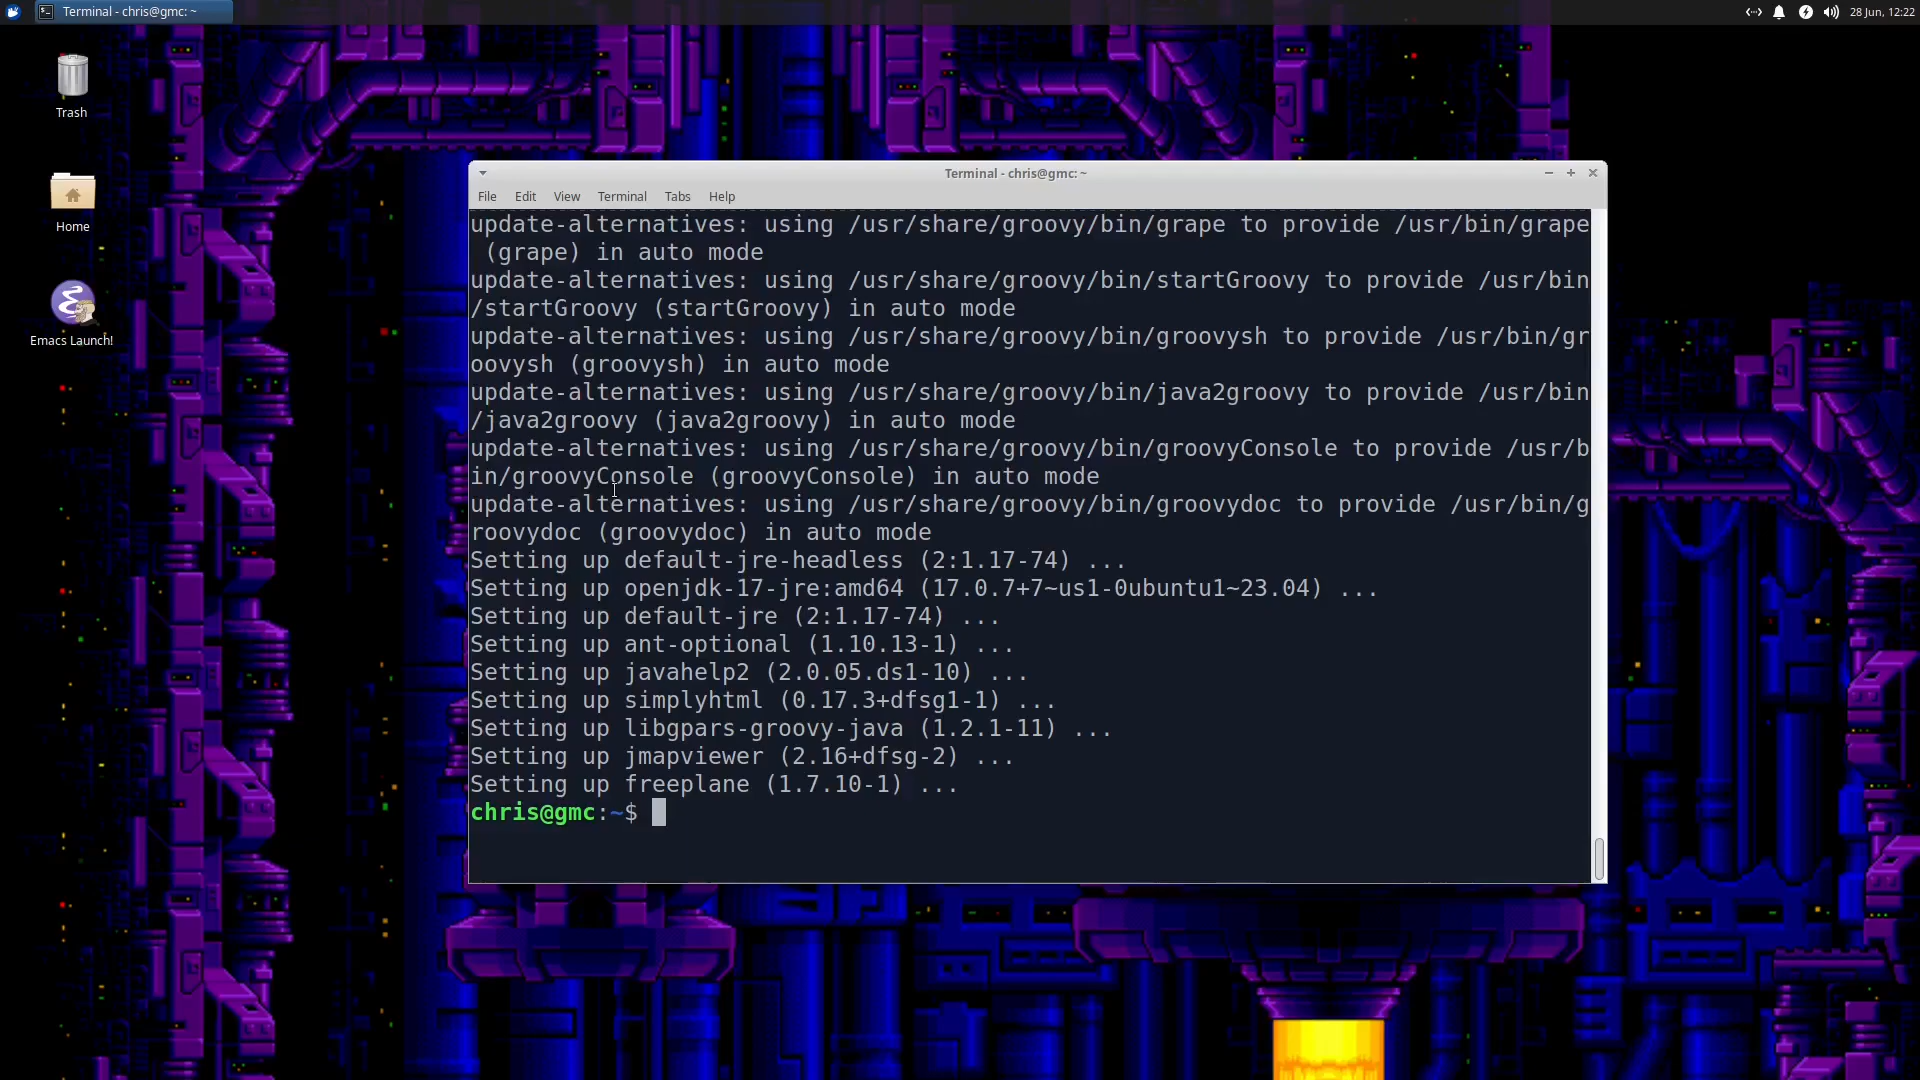 Terminal - chris@gmc: ~
28 Jun, 12:22
Trash
Home
Emacs Launch!
Terminal - chris@gmc: ~
File Edit View Terminal Tabs Help
update-alternatives: using /usr/share/groovy/bin/grape to provide /usr/bin/grape
 (grape) in auto mode
update-alternatives: using /usr/share/groovy/bin/startGroovy to provide /usr/bin
/startGroovy (startGroovy) in auto mode
update-alternatives: using /usr/share/groovy/bin/groovysh to provide /usr/bin/gr
oovysh (groovysh) in auto mode
update-alternatives: using /usr/share/groovy/bin/java2groovy to provide /usr/bin
/java2groovy (java2groovy) in auto mode
update-alternatives: using /usr/share/groovy/bin/groovyConsole to provide /usr/b
in/groovyConsole (groovyConsole) in auto mode
update-alternatives: using /usr/share/groovy/bin/groovydoc to provide /usr/bin/g
roovydoc (groovydoc) in auto mode
Setting up default-jre-headless (2:1.17-74) ...
Setting up openjdk-17-jre:amd64 (17.0.7+7~us1-0ubuntu1~23.04) ...
Setting up default-jre (2:1.17-74) ...
Setting up ant-optional (1.10.13-1) ...
Setting up javahelp2 (2.0.05.ds1-10) ...
Setting up simplyhtml (0.17.3+dfsg1-1) ...
Setting up libgpars-groovy-java (1.2.1-11) ...
Setting up jmapviewer (2.16+dfsg-2) ...
Setting up freeplane (1.7.10-1) ...
chris@gmc:~$